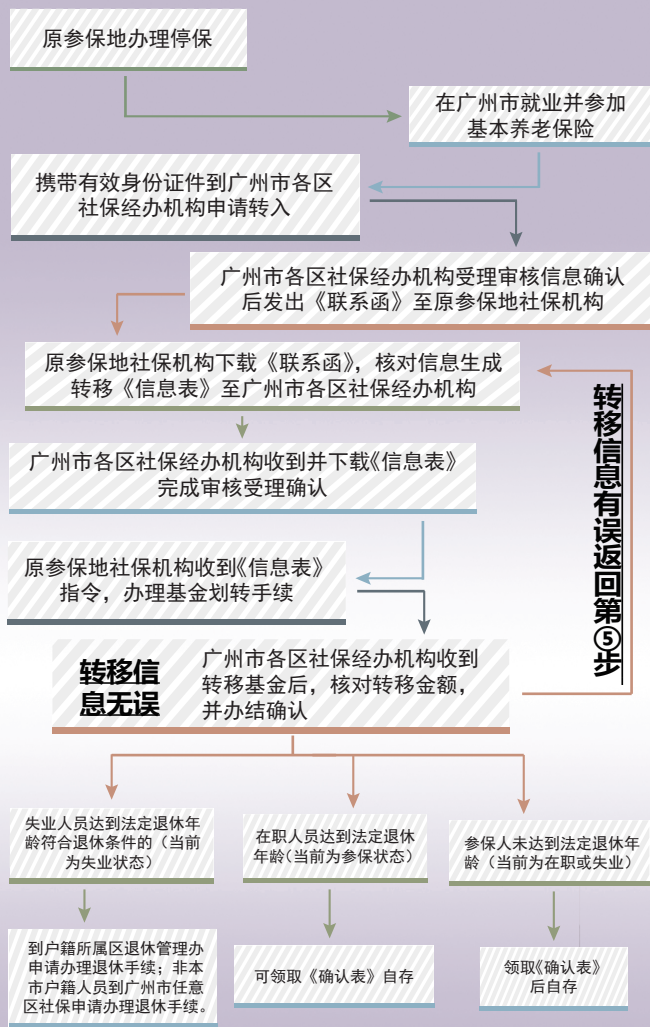 原参保地办理停保
在广州市就业并参加
基本养老保险
携带有效身份证件到广州市各区
社保经办机构申请转入
广州市各区社保经办机构受理审核信息确认
后发出《联系函》至原参保地社保机构
原参保地社保机构下载《联系函》，核对信息生成
转移《信息表》至广州市各区社保经办机构
广州市各区社保经办机构收到并下载《信息表》
完成审核受理确认
原参保地社保机构收到《信息表》
指令，办理基金划转手续
转移信
息无误
广州市各区社保经办机构收到
转移基金后，核对转移金额，
并办结确认
转移信息有误返回第⑤步
失业人员达到法定退休年
龄符合退休条件的（当前
为失业状态）
在职人员达到法定退休
年龄（当前为参保状态）
参保人未达到法定退休年
龄（当前为在职或失业）
到户籍所属区退休管理办
申请办理退休手续；非本
市户籍人员到广州市任意
区社保申请办理退休手续。
可领取《确认表》自存
领取《确认表》
后自存